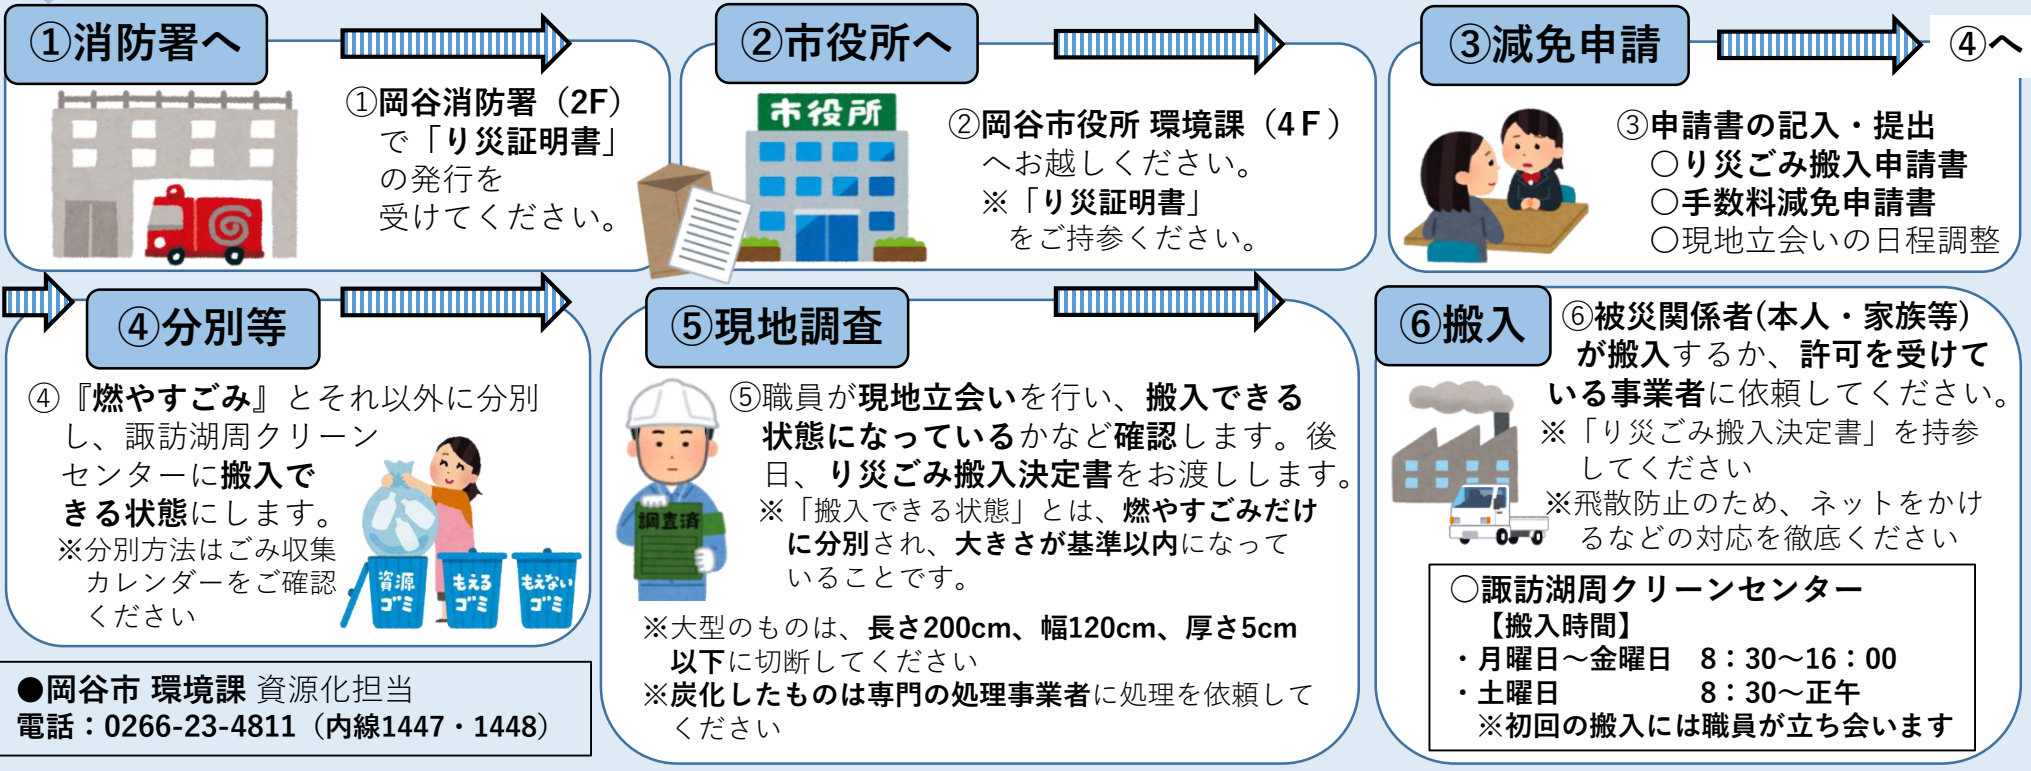 ①消防署へ
①岡谷消防署（2F）
で「り災証明書」
の発行を
受けてください。
②市役所へ
市役所
②岡谷市役所 環境課（4Ｆ）
へお越しください。
※「り災証明書」
をご持参ください。
③減免申請
④へ
③申請書の記入・提出
○り災ごみ搬入申請書
○手数料減免申請書
○現地立会いの日程調整
④分別等
④『燃やすごみ』とそれ以外に分別
し、諏訪湖周クリーン
センターに搬入で
きる状態にします。
※分別方法はごみ収集
カレンダーをご確認
ください
資源
ゴミ
もえる
ゴミ
もえない
ゴミ
●岡谷市 環境課 資源化担当
電話：0266-23-4811（内線1447・1448）
⑤現地調査
⑤職員が現地立会いを行い、搬入できる
状態になっているかなど確認します。後
日、り災ごみ搬入決定書をお渡しします。
※「搬入できる状態」とは、燃やすごみだけ
に分別され、大きさが基準以内になって
いることです。
調査済
※大型のものは、長さ200cm、幅120cm、厚さ5cm
以下に切断してください
※炭化したものは専門の処理事業者に処理を依頼して
ください
⑥搬入
⑥被災関係者(本人・家族等)
が搬入するか、許可を受けて
いる事業者に依頼してください。
※「り災ごみ搬入決定書」を持参
してください
※飛散防止のため、ネットをかけ
るなどの対応を徹底ください
○諏訪湖周クリーンセンター
【搬入時間】
・月曜日～金曜日 8：30～16：00
・土曜日 8：30～正午
※初回の搬入には職員が立ち会います